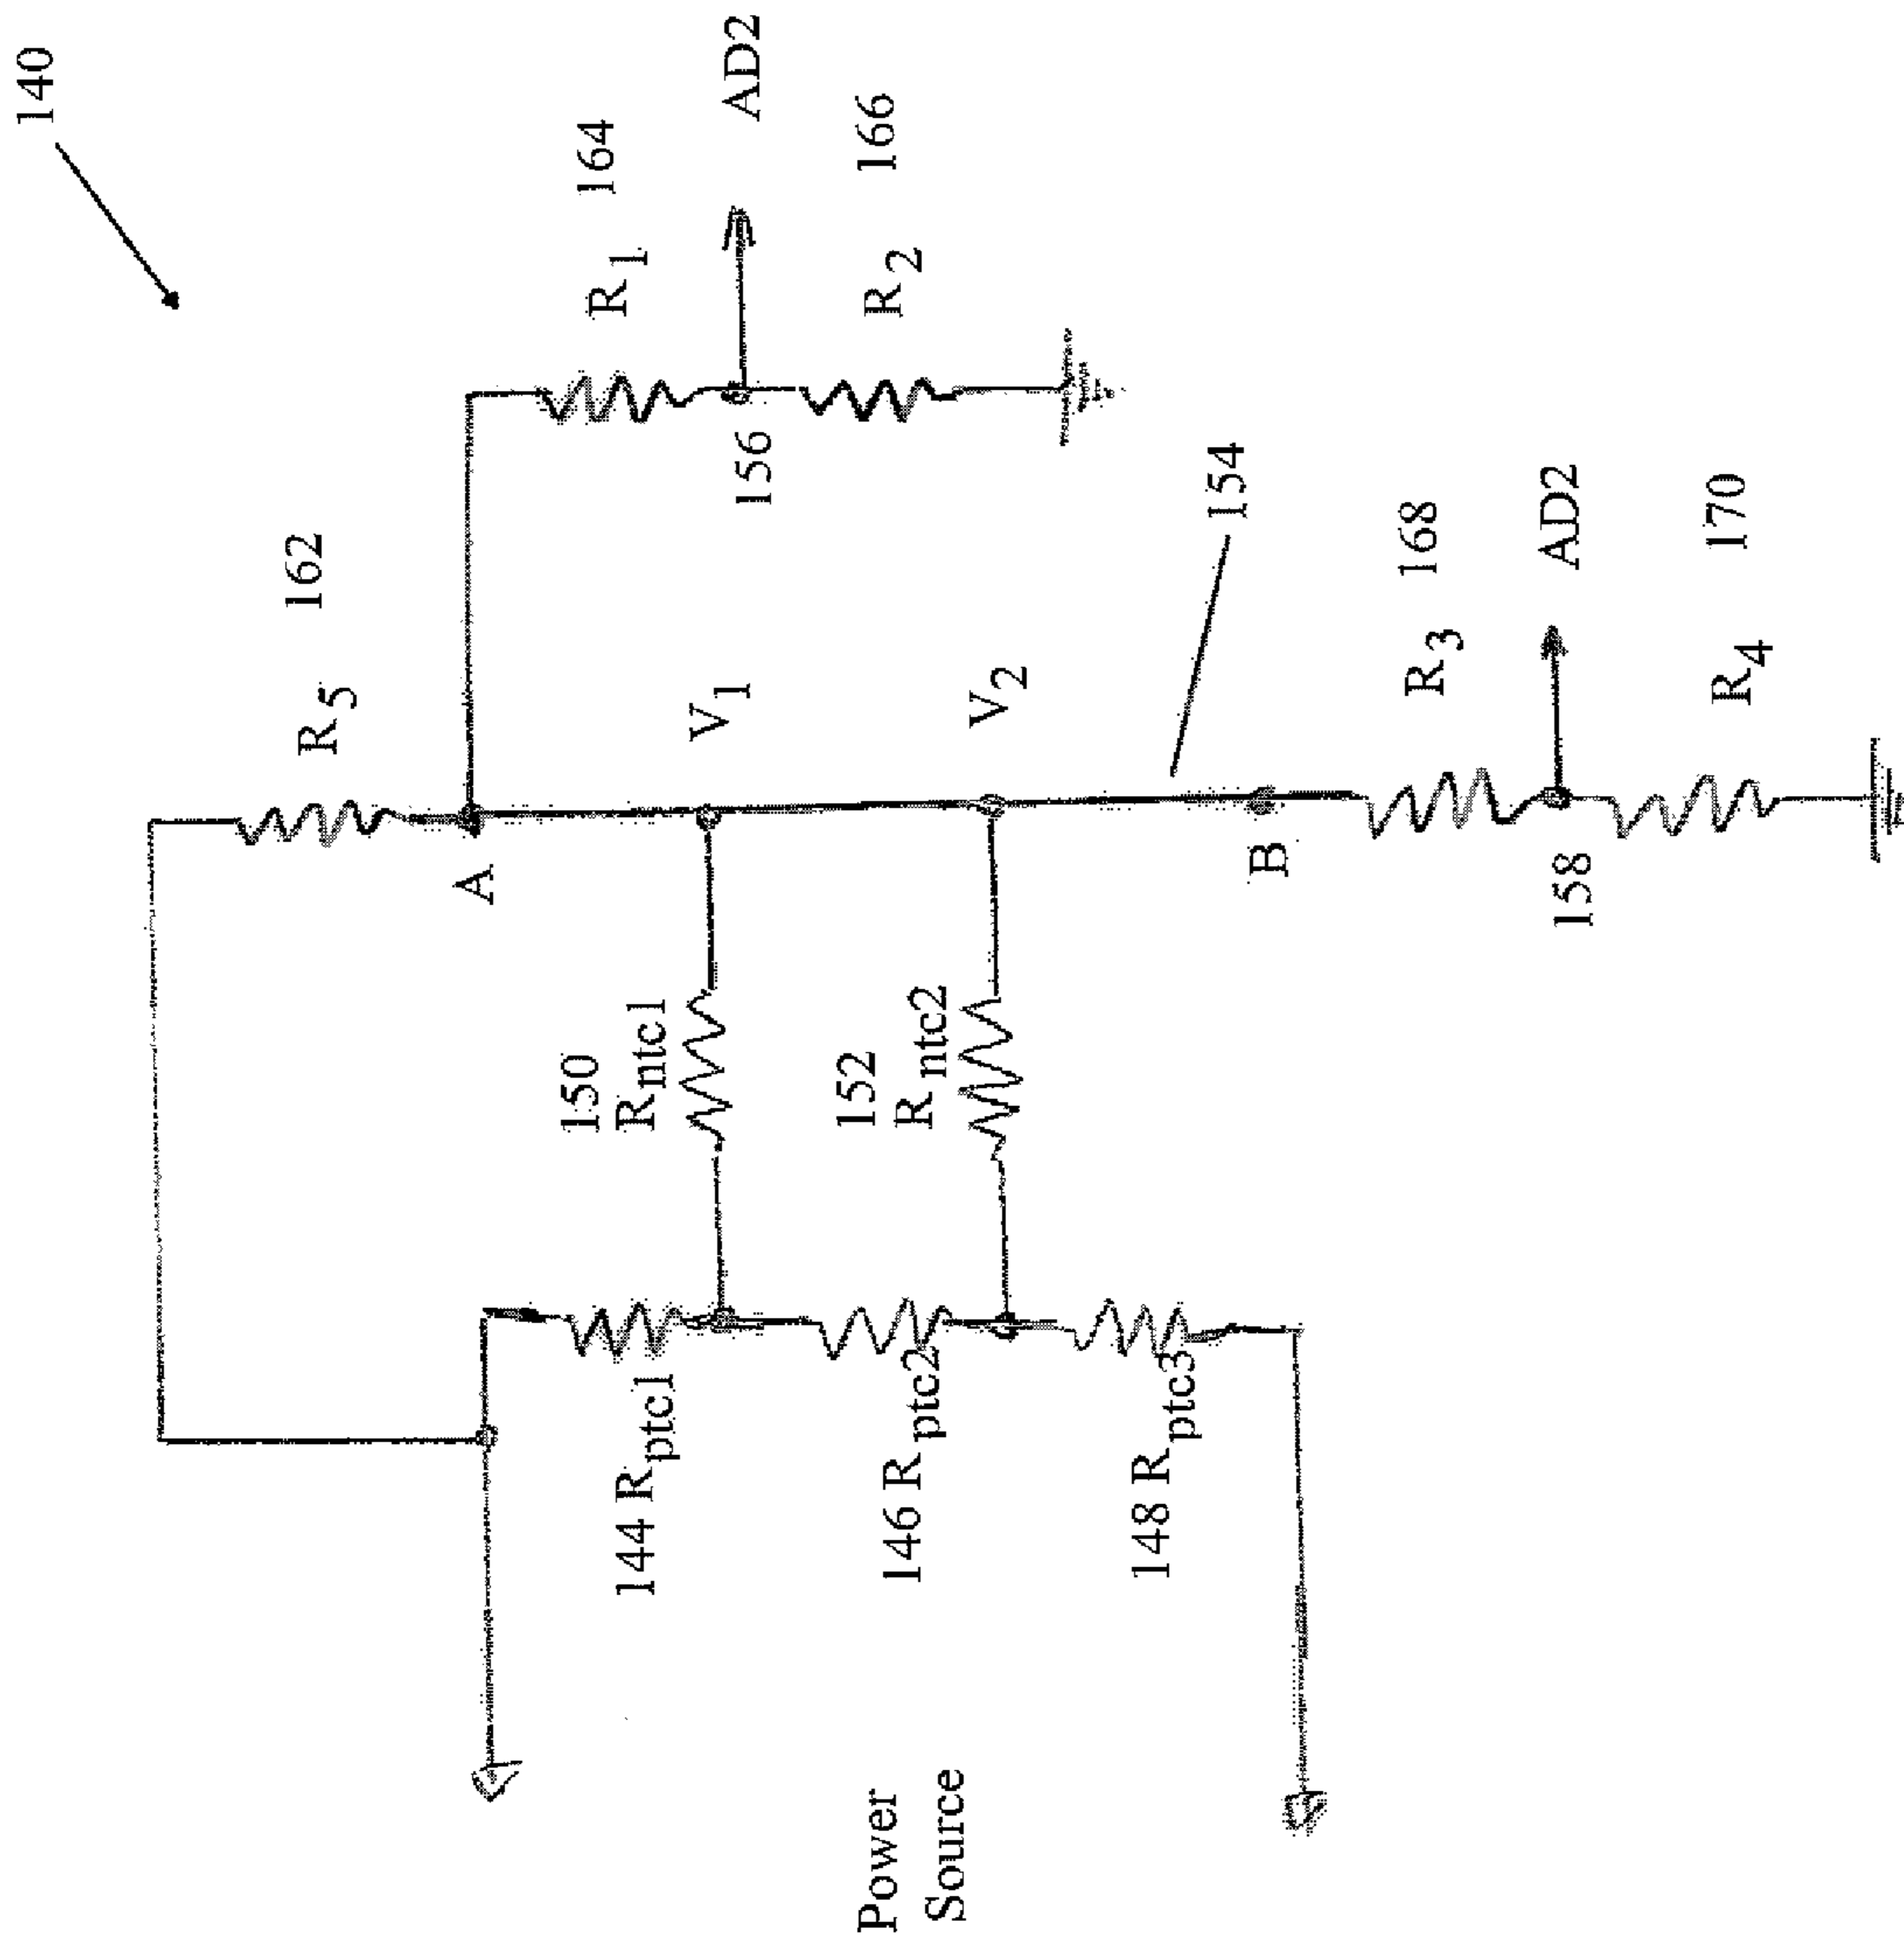 140
R5 162
A
R1 164
156
AD2
R2 166
V1
V2
150
Rntc1
152
Rntc2
144 Rptc1
146 Rptc2
148 Rptc3
Power
Source
154
B
R3 168
158
AD2
R4 170